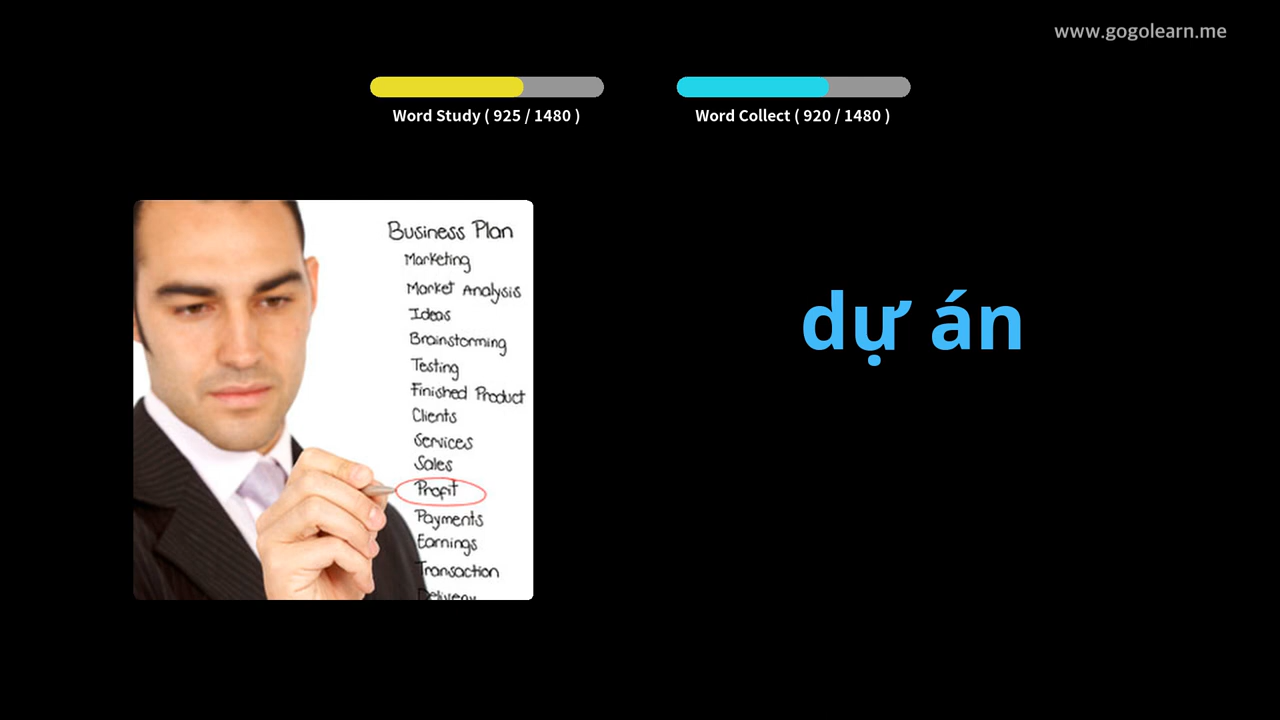 www.gogolearn.me
Word Study ( 925 / 1480 )
Word Collect ( 920 / 1480 )
Business Plan
Marketing
Market Analysis
Ideas
Brainstorming
Testing
Finished Product
Clients
Services
Sales
Profit
Payments
Earnings
Transaction
Delivery
dự án